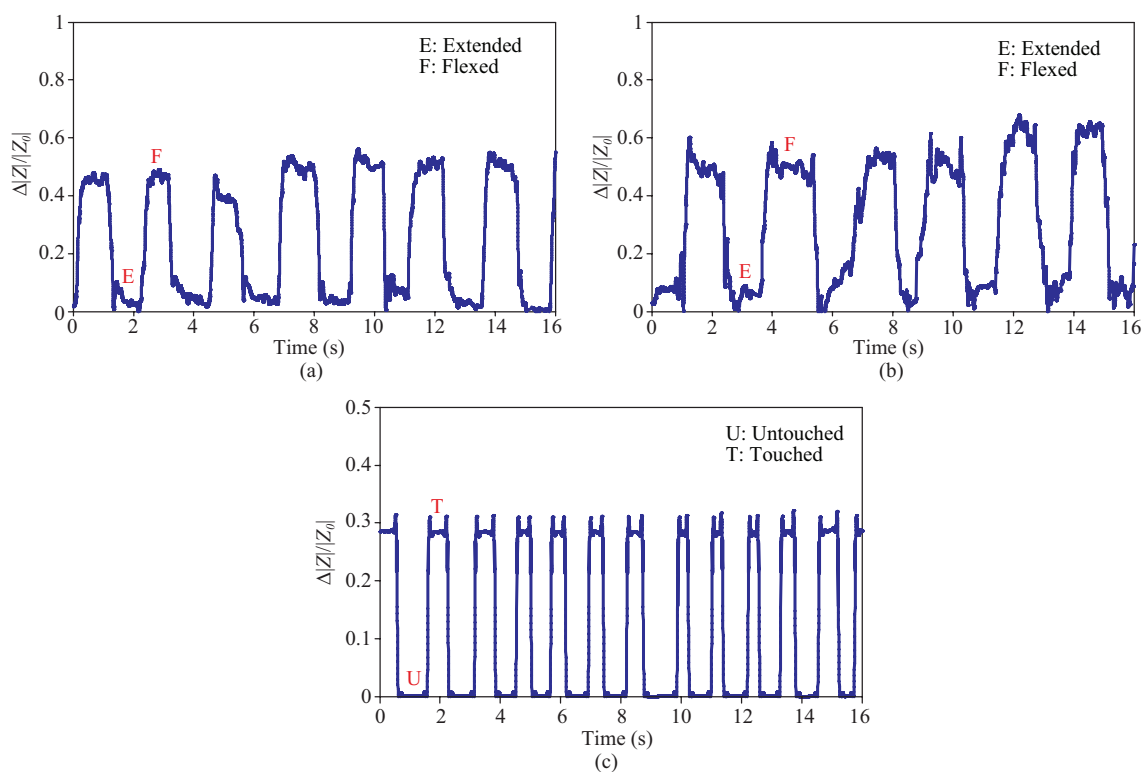 1
0.8
0.6
0.4
0.2
0
Δ|Z|/|Z₀|
E: Extended
F: Flexed
F
E
0 2 4 6 8 10 12 14 16
Time (s)
(a)
1
0.8
0.6
0.4
0.2
0
Δ|Z|/|Z₀|
E: Extended
F: Flexed
F
E
0 2 4 6 8 10 12 14 16
Time (s)
(b)
0.5
0.4
0.3
0.2
0.1
0
Δ|Z|/|Z₀|
U: Untouched
T: Touched
T
U
0 2 4 6 8 10 12 14 16
Time (s)
(c)